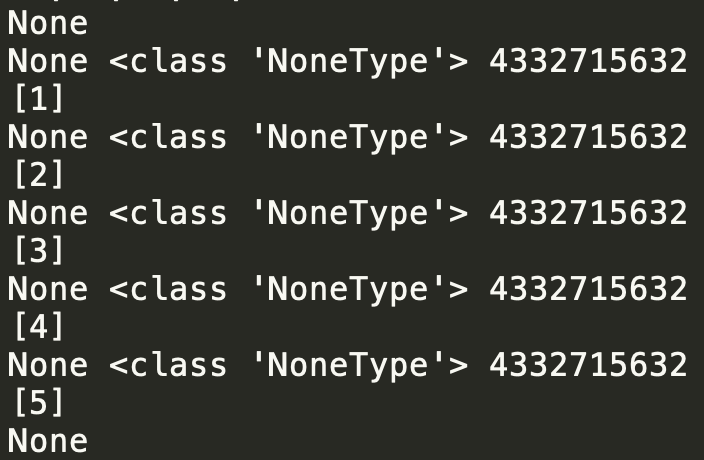 None
None <class 'NoneType'> 4332715632
[1]
None <class 'NoneType'> 4332715632
[2]
None <class 'NoneType'> 4332715632
[3]
None <class 'NoneType'> 4332715632
[4]
None <class 'NoneType'> 4332715632
[5]
None